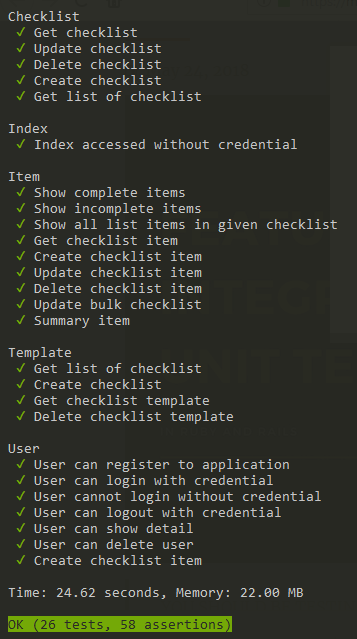 Checklist
✓ Get checklist
✓ Update checklist
✓ Delete checklist
✓ Create checklist
✓ Get list of checklist
Index
✓ Index accessed without credential
Item
✓ Show complete items
✓ Show incomplete items
✓ Show all list items in given checklist
✓ Get checklist item
✓ Create checklist item
✓ Update checklist item
✓ Delete checklist item
✓ Update bulk checklist
✓ Summary item
Template
✓ Get list of checklist
✓ Create checklist
✓ Get checklist template
✓ Delete checklist template
User
✓ User can register to application
✓ User can login with credential
✓ User cannot login without credential
✓ User can logout with credential
✓ User can show detail
✓ User can delete user
✓ Create checklist item
Time: 24.62 seconds, Memory: 22.00 MB
OK (26 tests, 58 assertions)